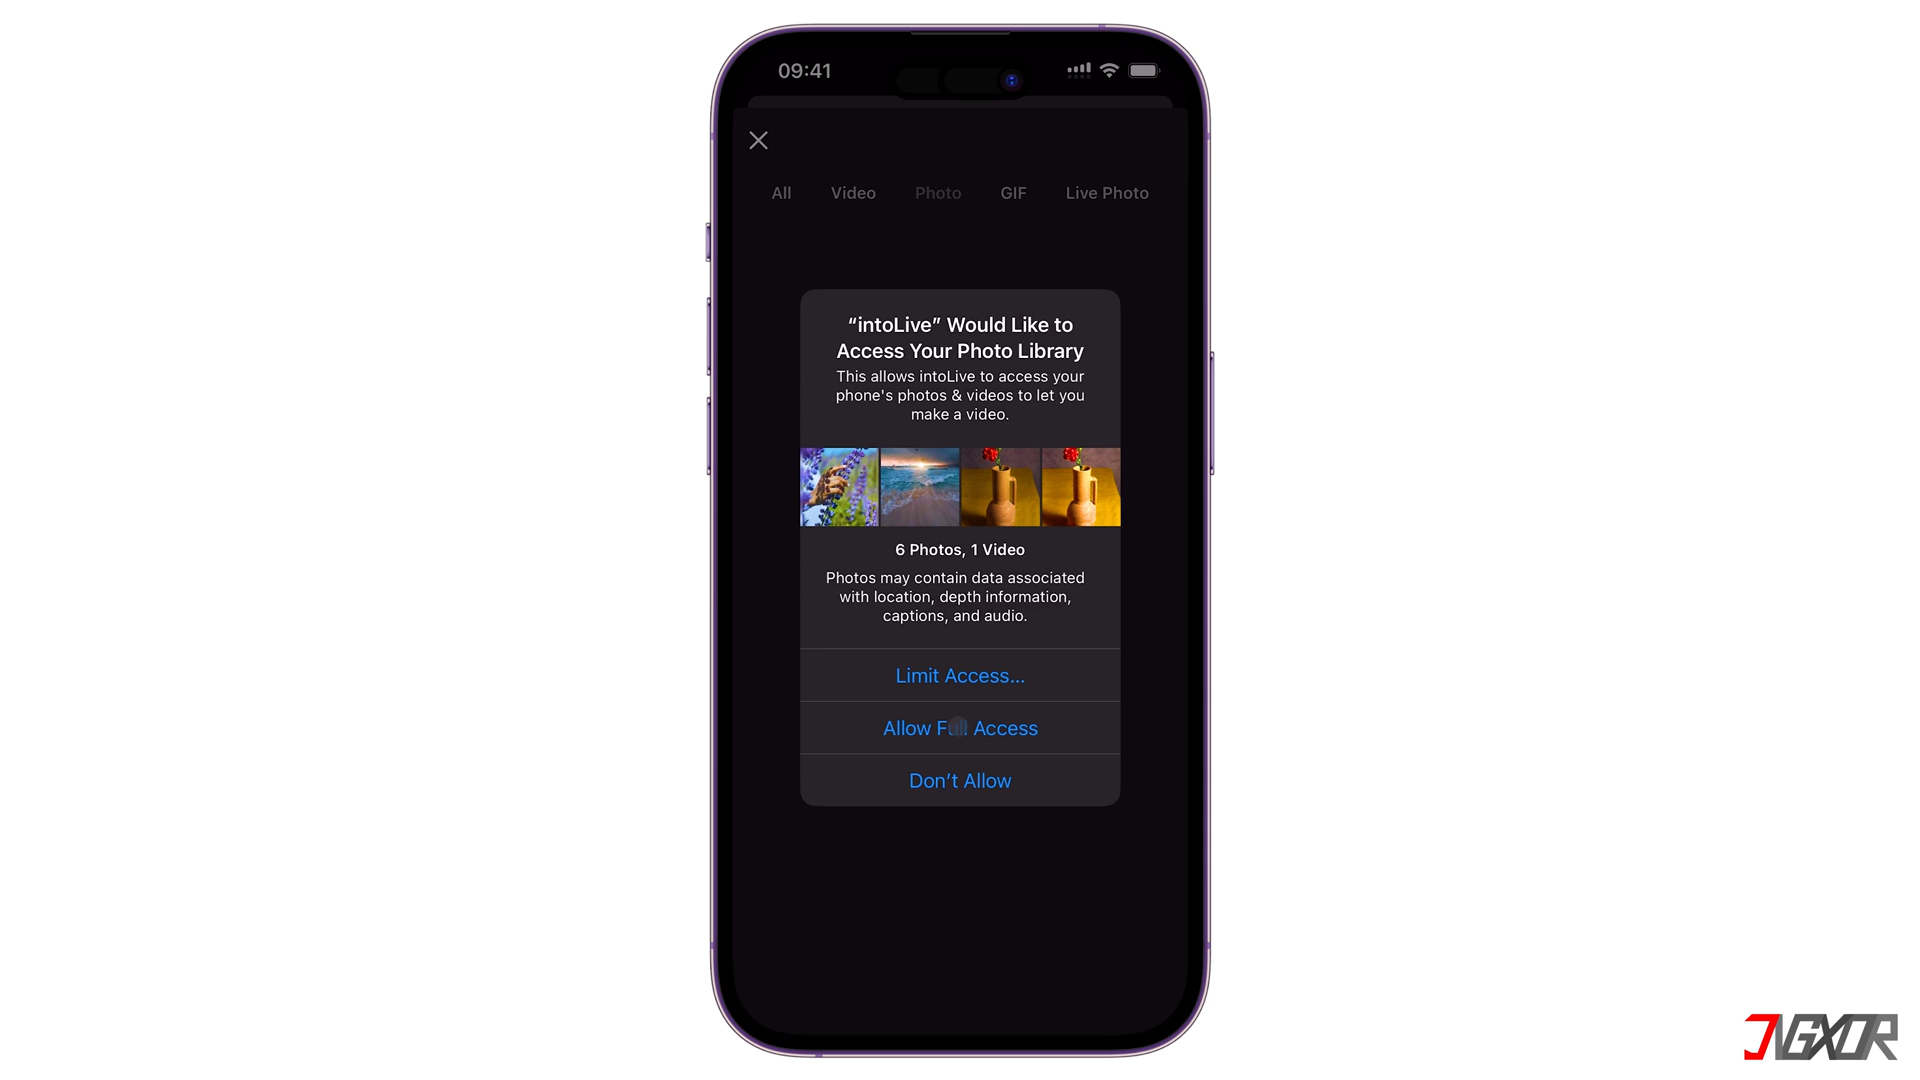 09:41
All Video Photo GIF Live Photo
“intoLive” Would Like to
Access Your Photo Library
This allows intoLive to access your
phone's photos & videos to let you
make a video.
6 Photos, 1 Video
Photos may contain data associated
with location, depth information,
captions, and audio.
Limit Access...
Allow Full Access
Don’t Allow
JVGXOR